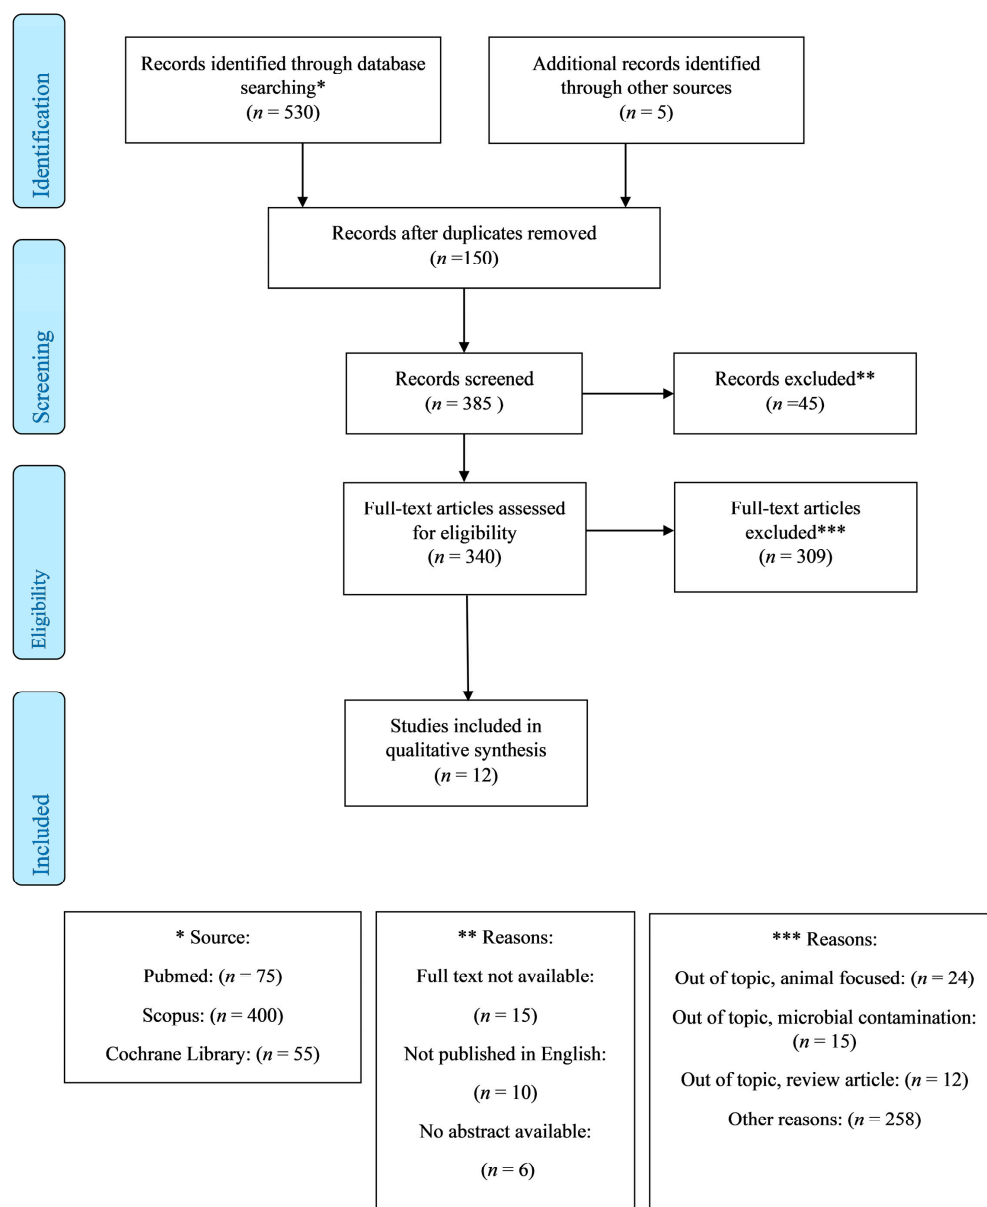 Identification
Records identified through database
searching*
(n = 530)
Additional records identified
through other sources
(n = 5)
Records after duplicates removed
(n =150)
Screening
Records screened
(n = 385 )
Records excluded**
(n =45)
Eligibility
Full-text articles assessed
for eligibility
(n = 340)
Full-text articles
excluded***
(n = 309)
Included
Studies included in
qualitative synthesis
(n = 12)
* Source:
Pubmed: (n = 75)
Scopus: (n = 400)
Cochrane Library: (n = 55)
** Reasons:
Full text not available:
(n = 15)
Not published in English:
(n = 10)
No abstract available:
(n = 6)
*** Reasons:
Out of topic, animal focused: (n = 24)
Out of topic, microbial contamination:
(n = 15)
Out of topic, review article: (n = 12)
Other reasons: (n = 258)